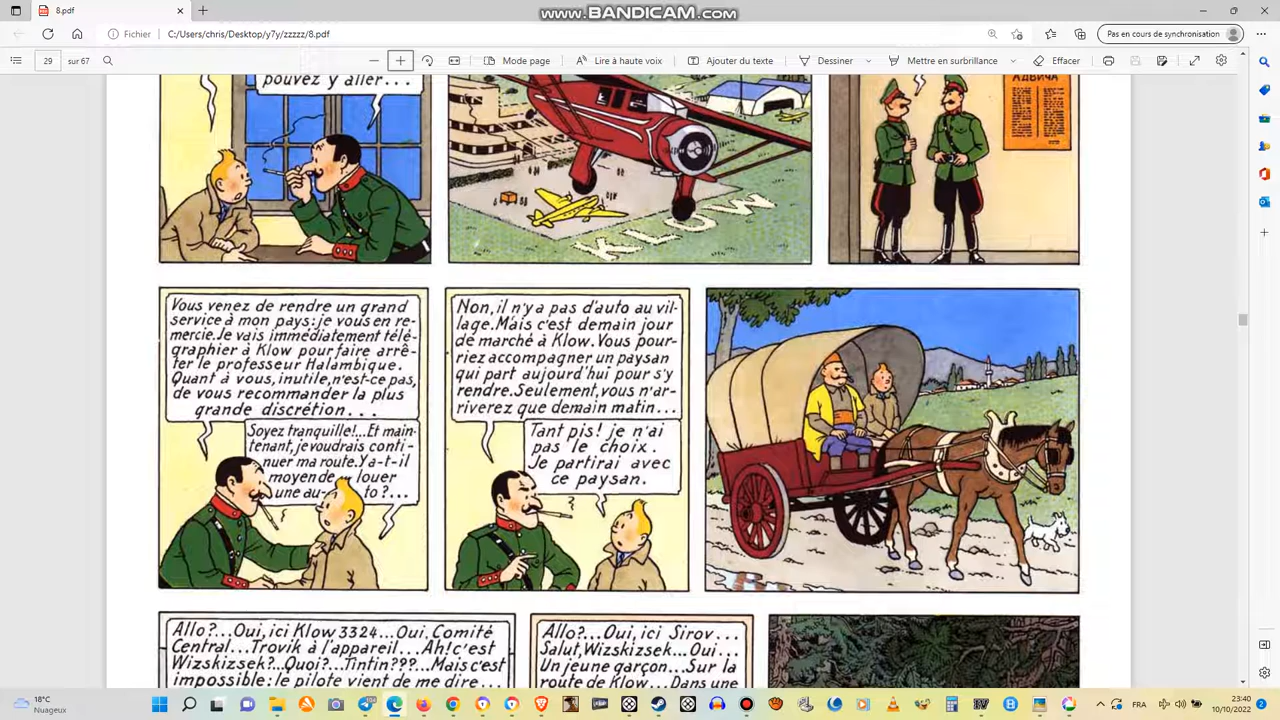 www.BANDICAM.com
8.pdf
Fichier
C:/Users/chris/Desktop/y7y/zzzzz/8.pdf
Pas en cours de synchronisation
29 sur 67
Mode page
Lire à haute voix
Ajouter du texte
Dessiner
Mettre en surbrillance
Effacer
pouvez y aller...
KLOW
Vous venez de rendre un grand
service à mon pays: je vous en re-
mercie. Je vais immédiatement télé-
graphier à Klow pour faire arrê-
ter le professeur Halambique.
Quant à vous, inutile, n'est-ce pas,
de vous recommander la plus
grande discrétion...
Soyez tranquille!... Et main-
tenant, je voudrais conti-
nuer ma route. Y a-t-il
moyen de louer
une au- to?...
Non, il n'y a pas d'auto au vil-
lage. Mais c'est demain jour
de marché à Klow. Vous pour-
riez accompagner un paysan
qui part aujourd'hui pour s'y
rendre. Seulement, vous n'ar-
riverez que demain matin...
Tant pis! je n'ai
pas le choix.
Je partirai avec
ce paysan.
Allo?... Oui, ici Klow 3324... Oui. Comité
Central... Trovik à l'appareil... Ah! c'est
Wizskizsek?.. Quoi?... Tintin???... Mais c'est
impossible: le pilote vient de me dire...
Allo?... Oui, ici Sirov...
Salut, Wizskizsek... Oui...
Un jeune garçon... Sur la
route de Klow... Dans une
18°C
Nuageux
FRA
23:40
10/10/2022